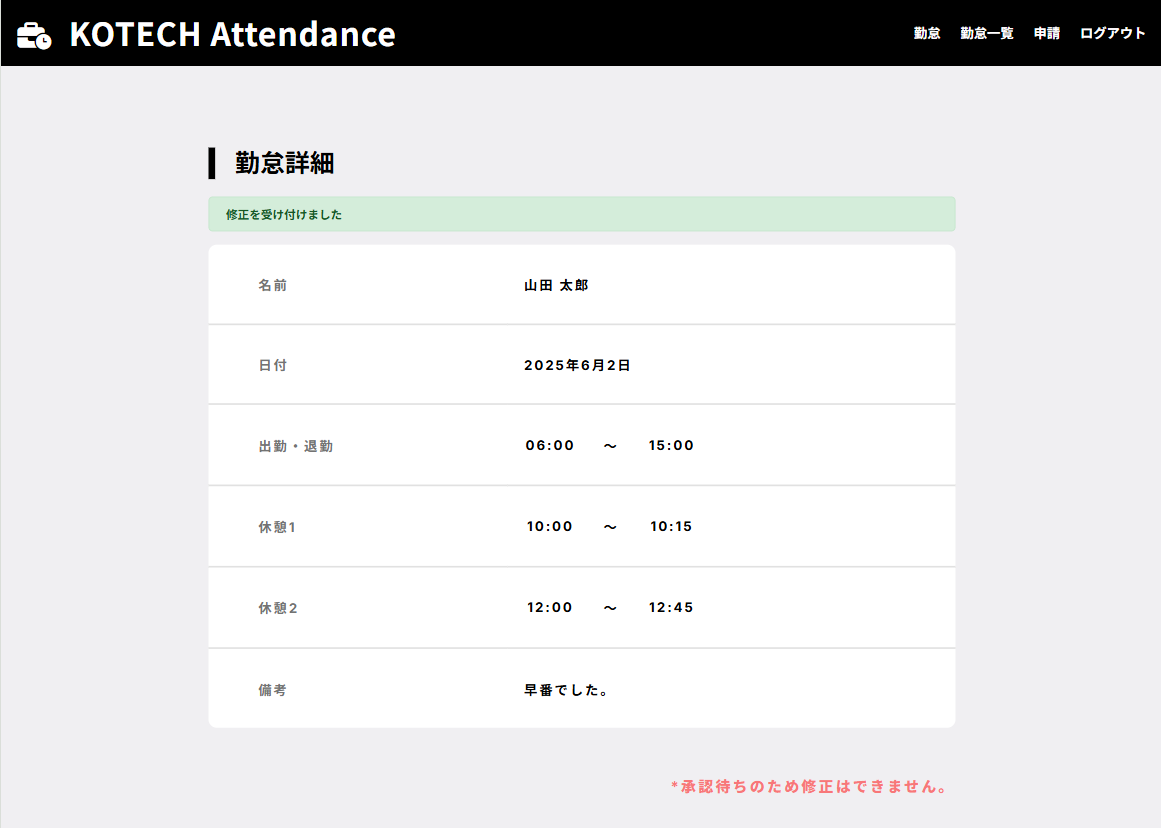 KOTECH Attendance
勤怠 勤怠一覧 申請 ログアウト
勤怠詳細
修正を受け付けました
名前 山田 太郎
日付 2025年6月2日
出勤・退勤 06:00 ～ 15:00
休憩1 10:00 ～ 10:15
休憩2 12:00 ～ 12:45
備考 早番でした。
*承認待ちのため修正はできません。